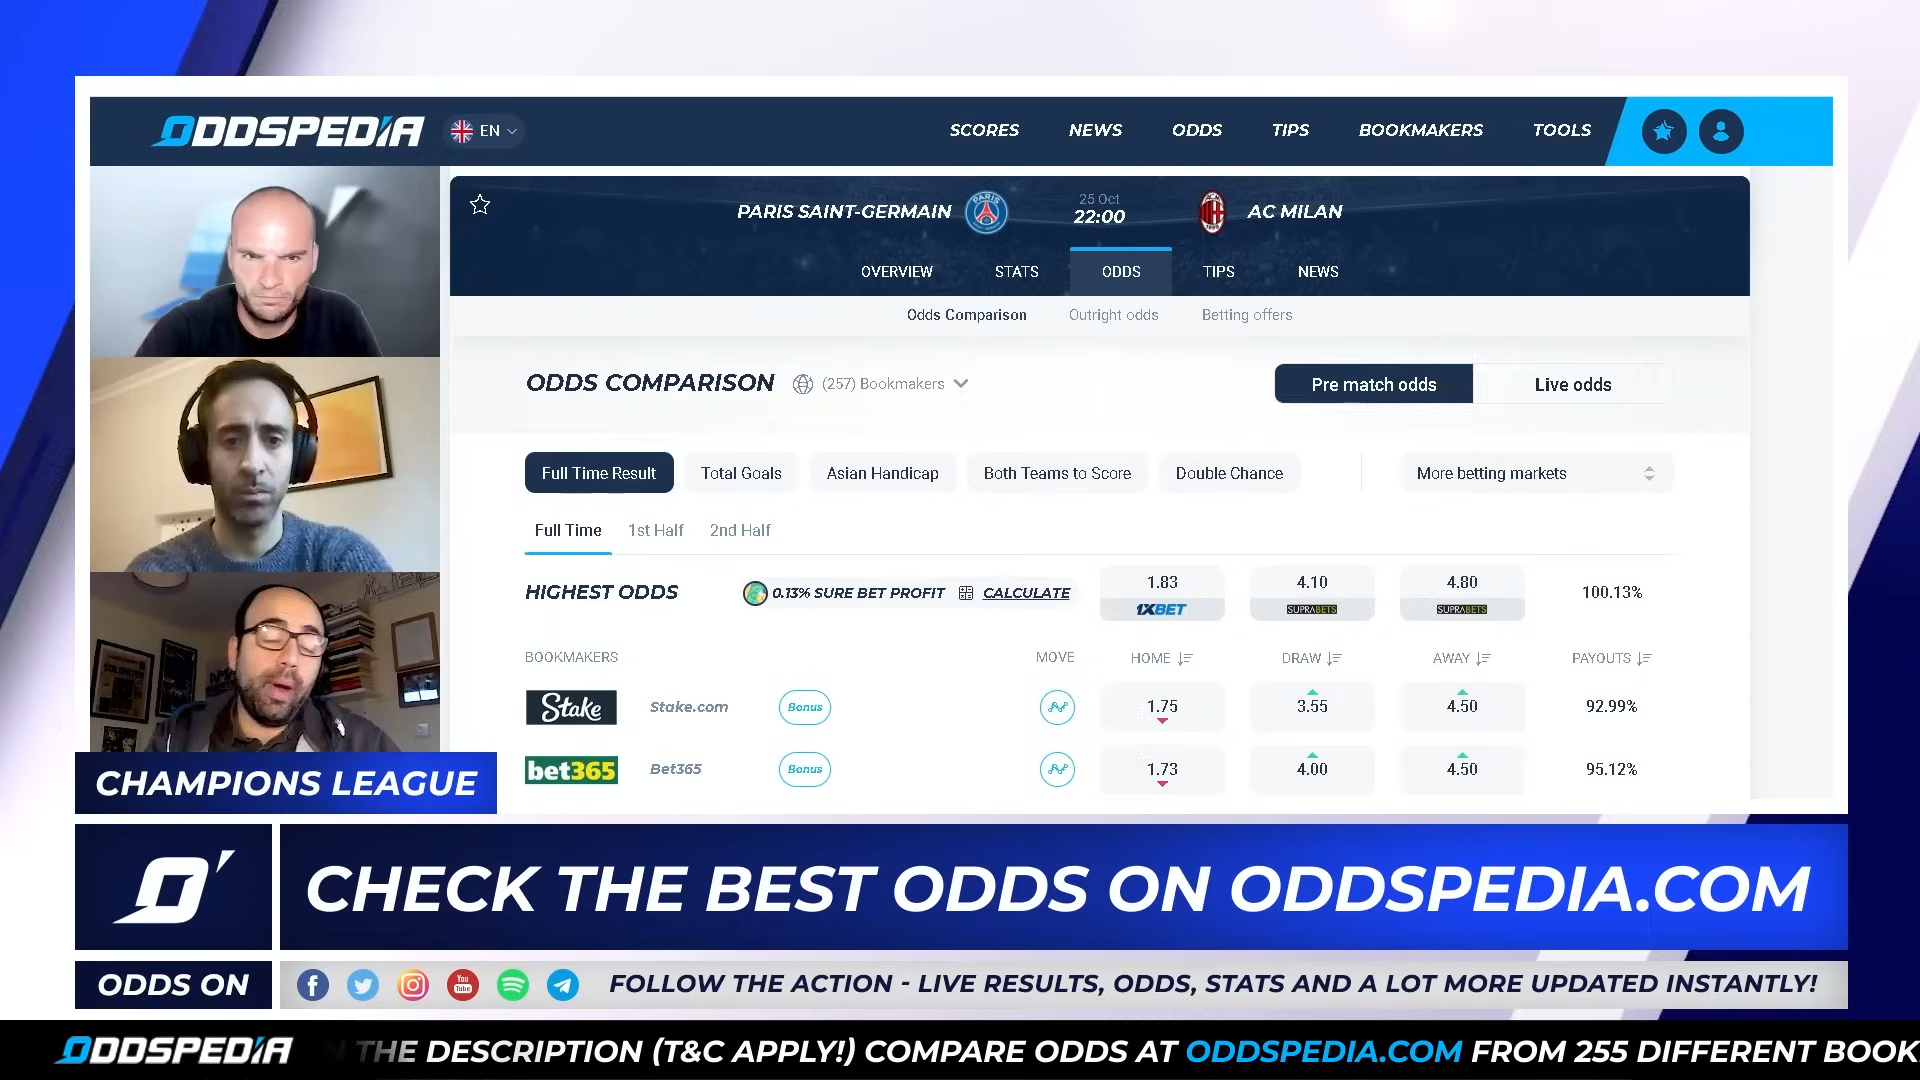 ODDSPEDIA EN SCORES NEWS ODDS TIPS BOOKMAKERS TOOLS
PARIS SAINT-GERMAIN 25 Oct 22:00 AC MILAN
OVERVIEW STATS ODDS TIPS NEWS
Odds Comparison Outright odds Betting offers
ODDS COMPARISON (257) Bookmakers Pre match odds Live odds
Full Time Result Total Goals Asian Handicap Both Teams to Score Double Chance More betting markets
Full Time 1st Half 2nd Half
HIGHEST ODDS 0.13% SURE BET PROFIT CALCULATE 1.83 4.10 4.80 100.13%
1XBET SUPRABETS SUPRABETS
BOOKMAKERS MOVE HOME DRAW AWAY PAYOUTS
Stake Stake.com Bonus 1.75 3.55 4.50 92.99%
bet365 Bet365 Bonus 1.73 4.00 4.50 95.12%
CHAMPIONS LEAGUE
CHECK THE BEST ODDS ON ODDSPEDIA.COM
ODDS ON FOLLOW THE ACTION - LIVE RESULTS, ODDS, STATS AND A LOT MORE UPDATED INSTANTLY!
ODDSPEDIA N THE DESCRIPTION (T&C APPLY!) COMPARE ODDS AT ODDSPEDIA.COM FROM 255 DIFFERENT BOOK